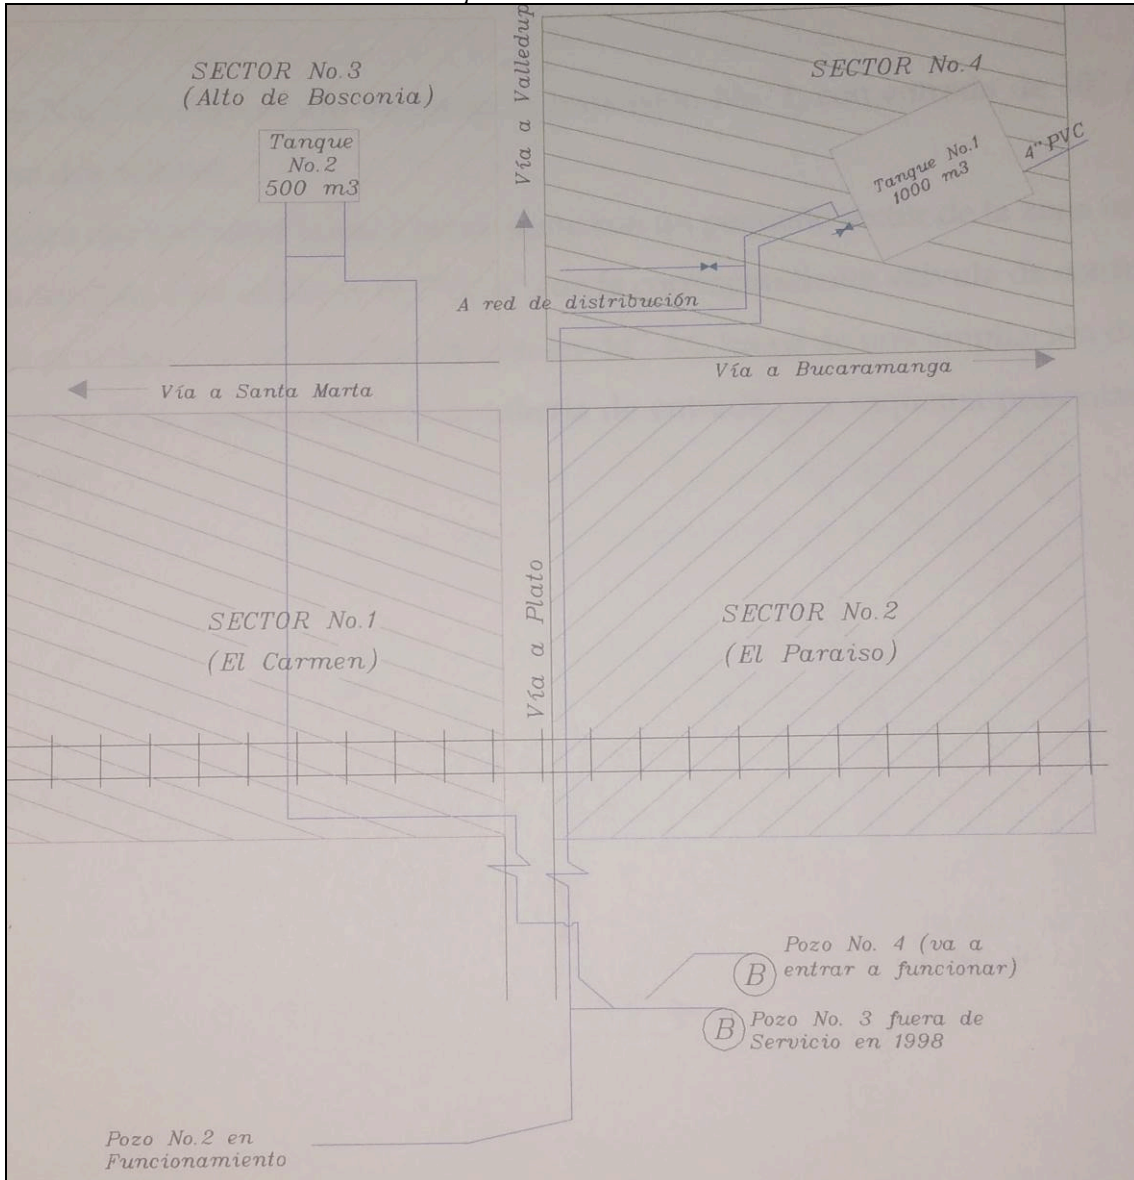 SECTOR No.3
(Alto de Bosconia)
Tanque
No.2
500 m3
Vía a Valledup
SECTOR No.4
Tanque No.1
1000 m3
4" PVC
A red de distribución
Vía a Santa Marta
Vía a Bucaramanga
SECTOR No.1
(El Carmen)
Vía a Plato
SECTOR No.2
(El Paraiso)
Pozo No. 4 (va a
entrar a funcionar)
B
B
Pozo No. 3 fuera de
Servicio en 1998
Pozo No.2 en
Funcionamiento